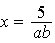 x = 5/ab